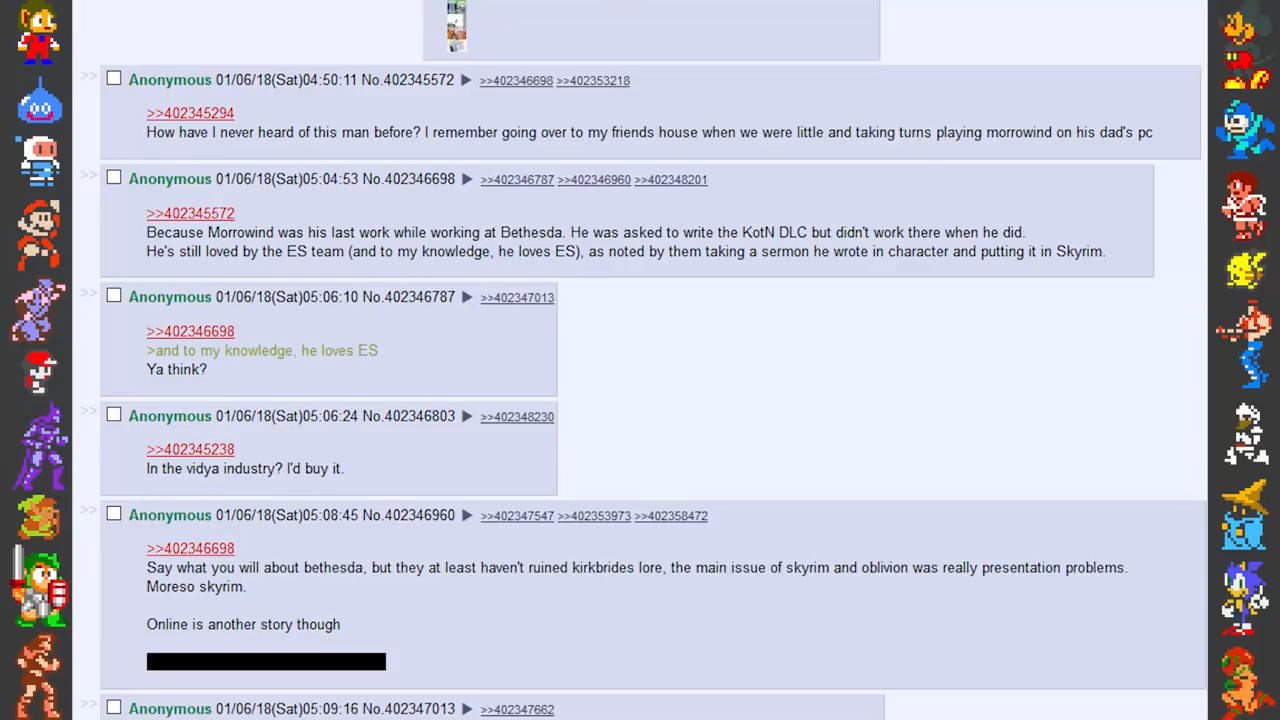 >> Anonymous 01/06/18(Sat)04:50:11 No.402345572 ▶ >>402346698 >>402353218
>>402345294
How have I never heard of this man before? I remember going over to my friends house when we were little and taking turns playing morrowind on his dad's pc
>> Anonymous 01/06/18(Sat)05:04:53 No.402346698 ▶ >>402346787 >>402346960 >>402348201
>>402345572
Because Morrowind was his last work while working at Bethesda. He was asked to write the KotN DLC but didn't work there when he did.
He's still loved by the ES team (and to my knowledge, he loves ES), as noted by them taking a sermon he wrote in character and putting it in Skyrim.
>> Anonymous 01/06/18(Sat)05:06:10 No.402346787 ▶ >>402347013
>>402346698
>and to my knowledge, he loves ES
Ya think?
>> Anonymous 01/06/18(Sat)05:06:24 No.402346803 ▶ >>402348230
>>402345238
In the vidya industry? I'd buy it.
>> Anonymous 01/06/18(Sat)05:08:45 No.402346960 ▶ >>402347547 >>402353973 >>402358472
>>402346698
Say what you will about bethesda, but they at least haven't ruined kirkbrides lore, the main issue of skyrim and oblivion was really presentation problems.
Moreso skyrim.
Online is another story though
>> Anonymous 01/06/18(Sat)05:09:16 No.402347013 ▶ >>402347662